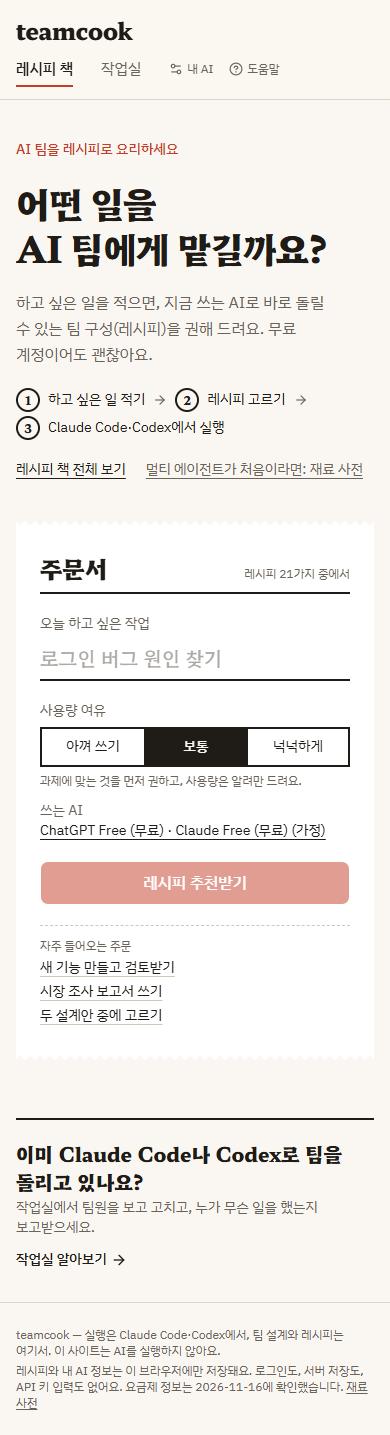 teamcook
레시피 책 작업실 내 AI 도움말
AI 팀을 레시피로 요리하세요
어떤 일을
AI 팀에게 맡길까요?
하고 싶은 일을 적으면, 지금 쓰는 AI로 바로 돌릴
수 있는 팀 구성(레시피)을 권해 드려요. 무료
계정이어도 괜찮아요.
1 하고 싶은 일 적기 → 2 레시피 고르기 →
3 Claude Code·Codex에서 실행
레시피 책 전체 보기 멀티 에이전트가 처음이라면: 재료 사전
주문서 레시피 21가지 중에서
오늘 하고 싶은 작업
로그인 버그 원인 찾기
사용량 여유
아껴 쓰기 보통 넉넉하게
과제에 맞는 것을 먼저 권하고, 사용량은 알려만 드려요.
쓰는 AI
ChatGPT Free (무료) · Claude Free (무료) (가정)
레시피 추천받기
자주 들어오는 주문
새 기능 만들고 검토받기
시장 조사 보고서 쓰기
두 설계안 중에 고르기
이미 Claude Code나 Codex로 팀을
돌리고 있나요?
작업실에서 팀원을 보고 고치고, 누가 무슨 일을 했는지
보고받으세요.
작업실 알아보기 →
teamcook — 실행은 Claude Code·Codex에서, 팀 설계와 레시피는
여기서. 이 사이트는 AI를 실행하지 않아요.
레시피와 내 AI 정보는 이 브라우저에만 저장돼요. 로그인도, 서버 저장도,
API 키 입력도 없어요. 요금제 정보는 2026-11-16에 확인했습니다. 재료
사전